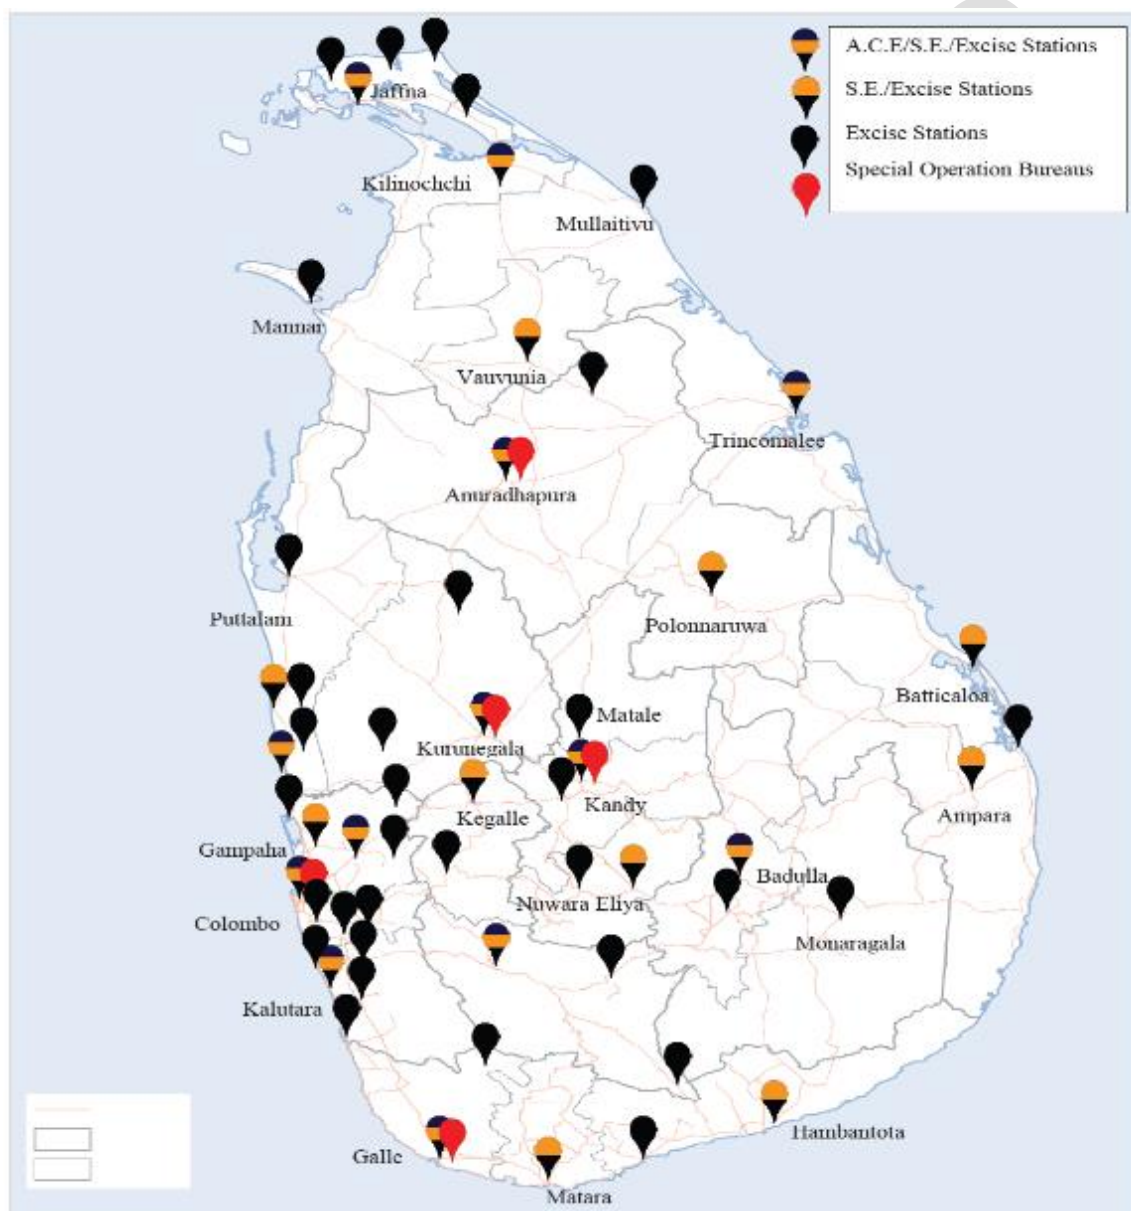 A.C.E/S.E./Excise Stations
S.E./Excise Stations
Excise Stations
Special Operation Bureaus
Jaffna
Kilinochchi
Mullaitivu
Mannar
Vauvunia
Trincomalee
Anuradhapura
Puttalam
Polonnaruwa
Batticaloa
Matale
Kurunegala
Kandy
Kegalle
Ampara
Gampaha
Badulla
Nuwara Eliya
Colombo
Monaragala
Kalutara
Hambantota
Galle
Matara